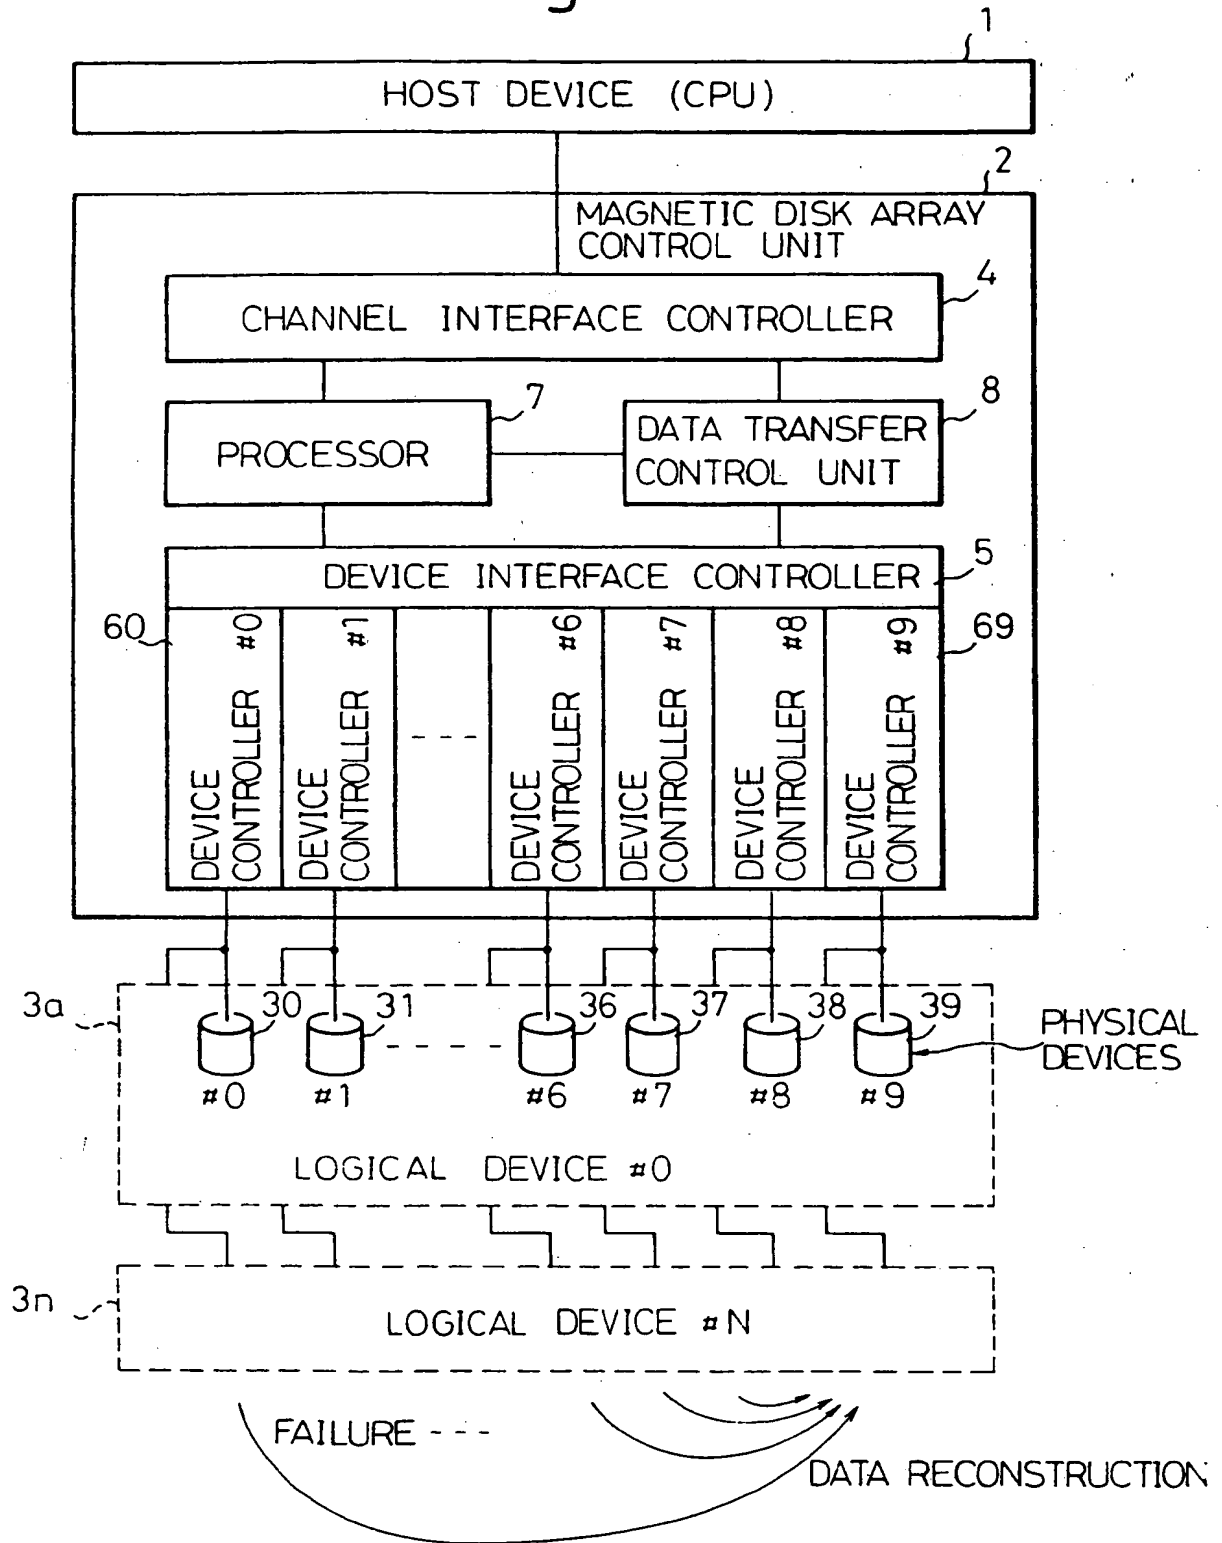 1
HOST DEVICE (CPU)
2
MAGNETIC DISK ARRAY
CONTROL UNIT
4
CHANNEL INTERFACE CONTROLLER
7
8
PROCESSOR
DATA TRANSFER
CONTROL UNIT
5
DEVICE INTERFACE CONTROLLER
60
69
DEVICE
CONTROLLER #0
DEVICE
CONTROLLER #1
----
DEVICE
CONTROLLER #6
DEVICE
CONTROLLER #7
DEVICE
CONTROLLER #8
DEVICE
CONTROLLER #9
3a
30
31
36
37
38
39
PHYSICAL
DEVICES
#0
#1
#6
#7
#8
#9
LOGICAL DEVICE #0
3n
LOGICAL DEVICE #N
FAILURE ---
DATA RECONSTRUCTION